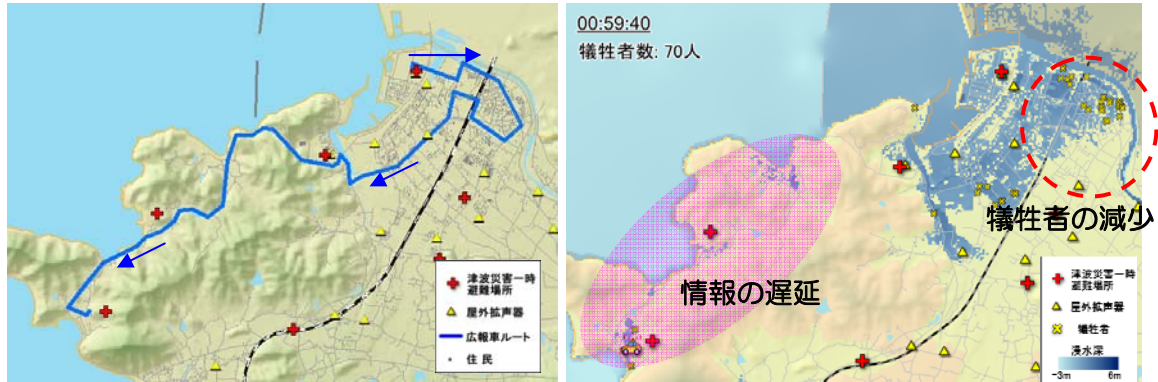 津波災害一時
避難場所
屋外拡声器
広報車ルート
住民
00:59:40
犠牲者数: 70人
犠牲者の減少
情報の遅延
津波災害一時
避難場所
屋外拡声器
犠牲者
浸水深
-3m 6m